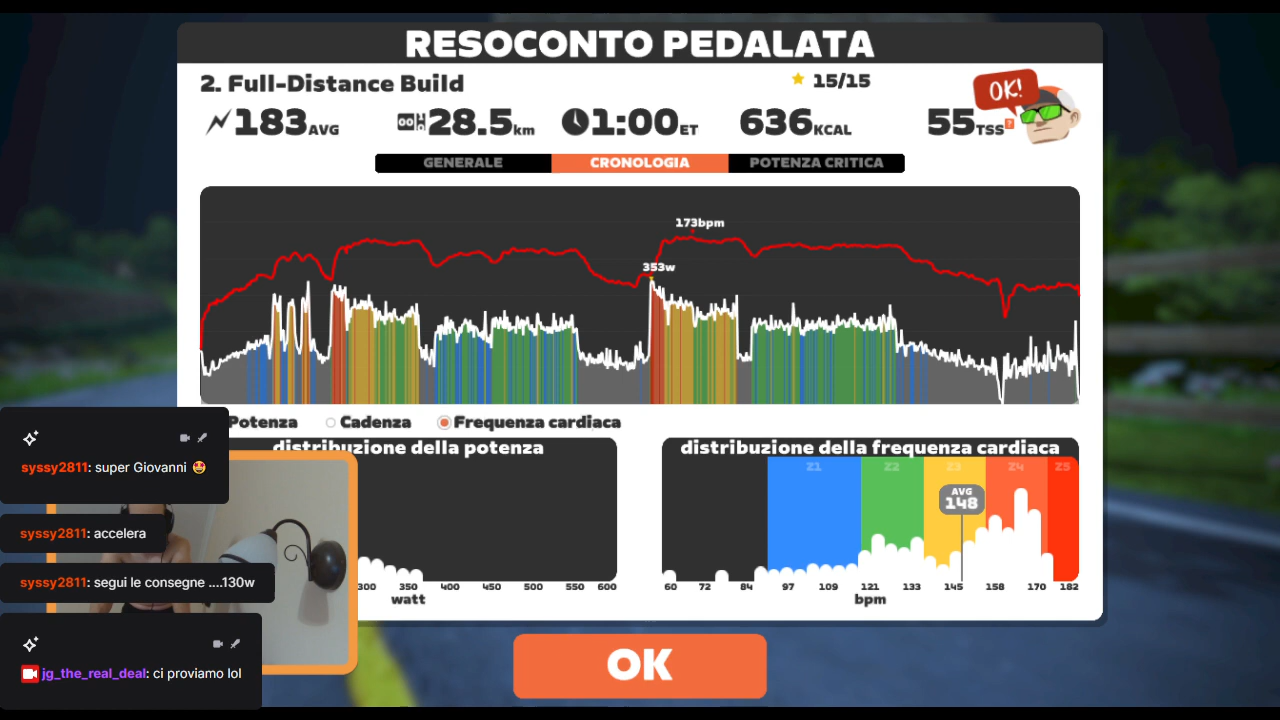 RESOCONTO PEDALATA
2. Full-Distance Build
15/15
OK!
183AVG
28.5km
1:00ET
636KCAL
55TSS?
GENERALE
CRONOLOGIA
POTENZA CRITICA
173bpm
353w
Potenza
Cadenza
Frequenza cardiaca
distribuzione della potenza
300 350 400 450 500 550 600
watt
distribuzione della frequenza cardiaca
Z1 Z2 Z3 Z4 Z5
AVG
148
60 72 84 97 109 121 133 145 158 170 182
bpm
syssy2811: super Giovanni 🤩
syssy2811: accelera
syssy2811: segui le consegne ....130w
jg_the_real_deal: ci proviamo lol
OK